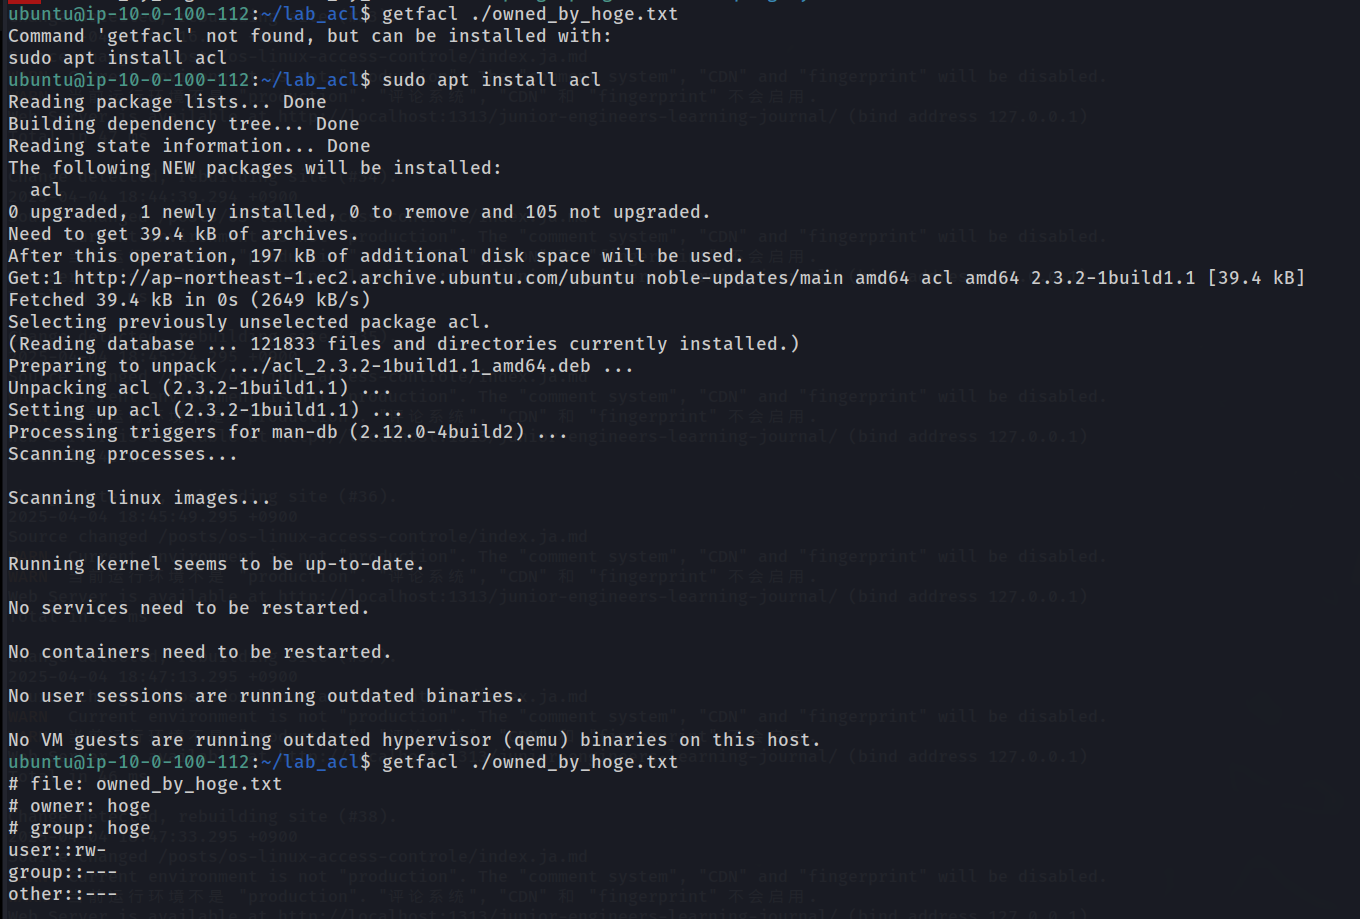 ubuntu@ip-10-0-100-112:~/lab_acl$ getfacl ./owned_by_hoge.txt
Command 'getfacl' not found, but can be installed with:
sudo apt install acl
ubuntu@ip-10-0-100-112:~/lab_acl$ sudo apt install acl
Reading package lists... Done
Building dependency tree... Done
Reading state information... Done
The following NEW packages will be installed:
  acl
0 upgraded, 1 newly installed, 0 to remove and 105 not upgraded.
Need to get 39.4 kB of archives.
After this operation, 197 kB of additional disk space will be used.
Get:1 http://ap-northeast-1.ec2.archive.ubuntu.com/ubuntu noble-updates/main amd64 acl amd64 2.3.2-1build1.1 [39.4 kB]
Fetched 39.4 kB in 0s (2649 kB/s)
Selecting previously unselected package acl.
(Reading database ... 121833 files and directories currently installed.)
Preparing to unpack .../acl_2.3.2-1build1.1_amd64.deb ...
Unpacking acl (2.3.2-1build1.1) ...
Setting up acl (2.3.2-1build1.1) ...
Processing triggers for man-db (2.12.0-4build2) ...
Scanning processes...
Scanning linux images...
Running kernel seems to be up-to-date.
No services need to be restarted.
No containers need to be restarted.
No user sessions are running outdated binaries.
No VM guests are running outdated hypervisor (qemu) binaries on this host.
ubuntu@ip-10-0-100-112:~/lab_acl$ getfacl ./owned_by_hoge.txt
# file: owned_by_hoge.txt
# owner: hoge
# group: hoge
user::rw-
group::---
other::---